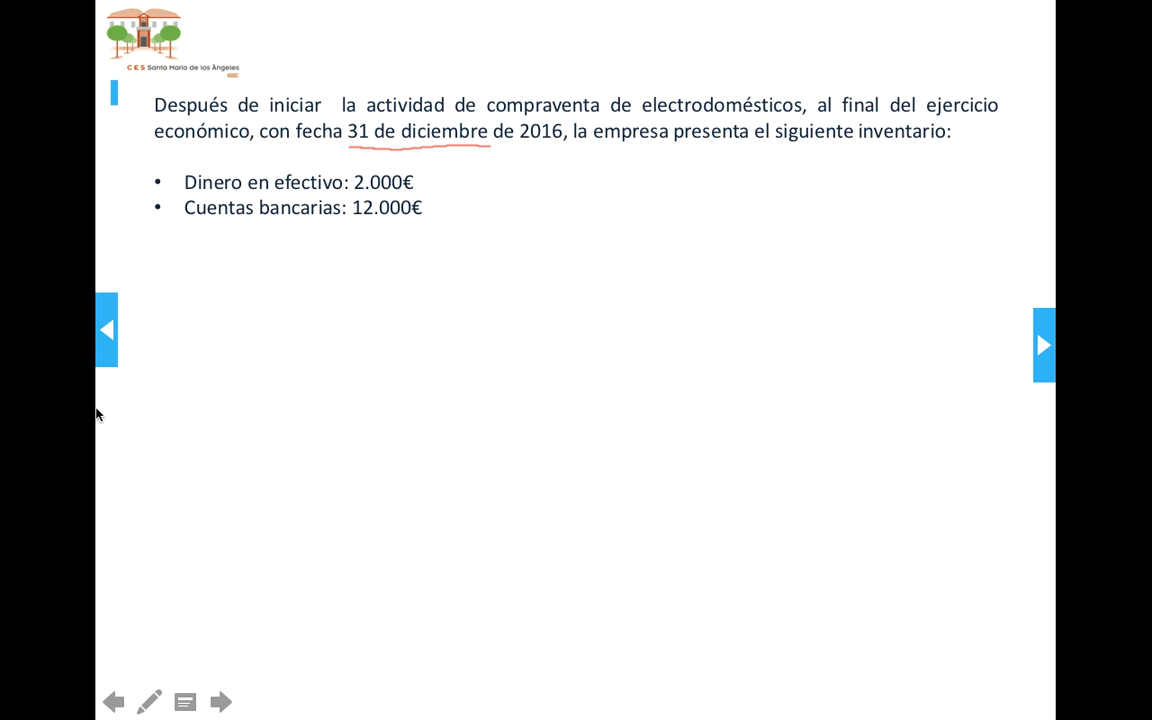 C E S Santa María de los Ángeles
Después de iniciar la actividad de compraventa de electrodomésticos, al final del ejercicio
económico, con fecha 31 de diciembre de 2016, la empresa presenta el siguiente inventario:
• Dinero en efectivo: 2.000€
• Cuentas bancarias: 12.000€